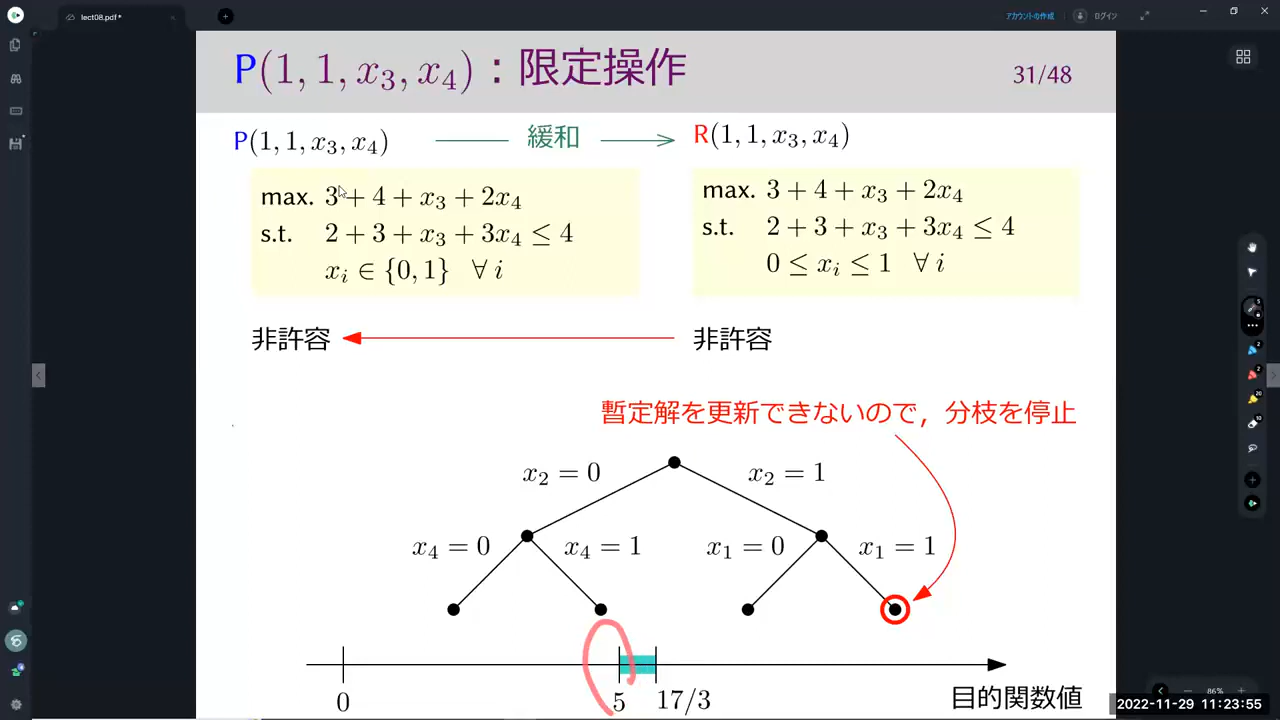 lect08.pdf*
アカウントの作成
ログイン
P(1, 1, x₃, x₄)：限定操作
31/48
P(1, 1, x₃, x₄)
緩和
R(1, 1, x₃, x₄)
max. 3 + 4 + x₃ + 2x₄
s.t. 2 + 3 + x₃ + 3x₄ ≤ 4
xᵢ ∈ {0, 1} ∀ i
max. 3 + 4 + x₃ + 2x₄
s.t. 2 + 3 + x₃ + 3x₄ ≤ 4
0 ≤ xᵢ ≤ 1 ∀ i
非許容
非許容
暫定解を更新できないので，分枝を停止
x₂ = 0
x₂ = 1
x₄ = 0
x₄ = 1
x₁ = 0
x₁ = 1
0
5
17/3
目的関数値
86%
2022-11-29 11:23:55